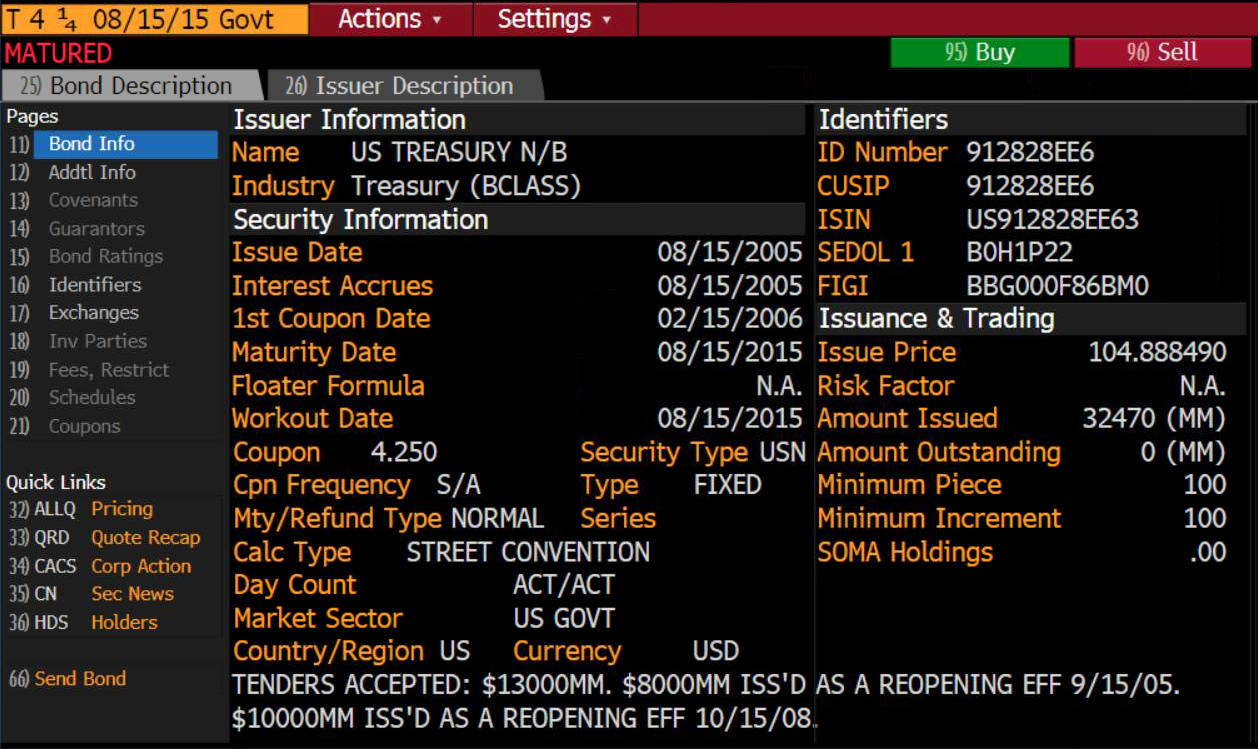 T 4 ¼ 08/15/15 Govt Actions Settings
MATURED 95) Buy 96) Sell
25) Bond Description 26) Issuer Description
Pages
11) Bond Info
12) Addtl Info
13) Covenants
14) Guarantors
15) Bond Ratings
16) Identifiers
17) Exchanges
18) Inv Parties
19) Fees, Restrict
20) Schedules
21) Coupons
Quick Links
32) ALLQ Pricing
33) QRD Quote Recap
34) CACS Corp Action
35) CN Sec News
36) HDS Holders
66) Send Bond
Issuer Information
Name US TREASURY N/B
Industry Treasury (BCLASS)
Security Information
Issue Date 08/15/2005
Interest Accrues 08/15/2005
1st Coupon Date 02/15/2006
Maturity Date 08/15/2015
Floater Formula N.A.
Workout Date 08/15/2015
Coupon 4.250 Security Type USN
Cpn Frequency S/A Type FIXED
Mty/Refund Type NORMAL Series
Calc Type STREET CONVENTION
Day Count ACT/ACT
Market Sector US GOVT
Country/Region US Currency USD
Identifiers
ID Number 912828EE6
CUSIP 912828EE6
ISIN US912828EE63
SEDOL 1 B0H1P22
FIGI BBG000F86BM0
Issuance & Trading
Issue Price 104.888490
Risk Factor N.A.
Amount Issued 32470 (MM)
Amount Outstanding 0 (MM)
Minimum Piece 100
Minimum Increment 100
SOMA Holdings .00
TENDERS ACCEPTED: $13000MM. $8000MM ISS'D AS A REOPENING EFF 9/15/05.
$10000MM ISS'D AS A REOPENING EFF 10/15/08.